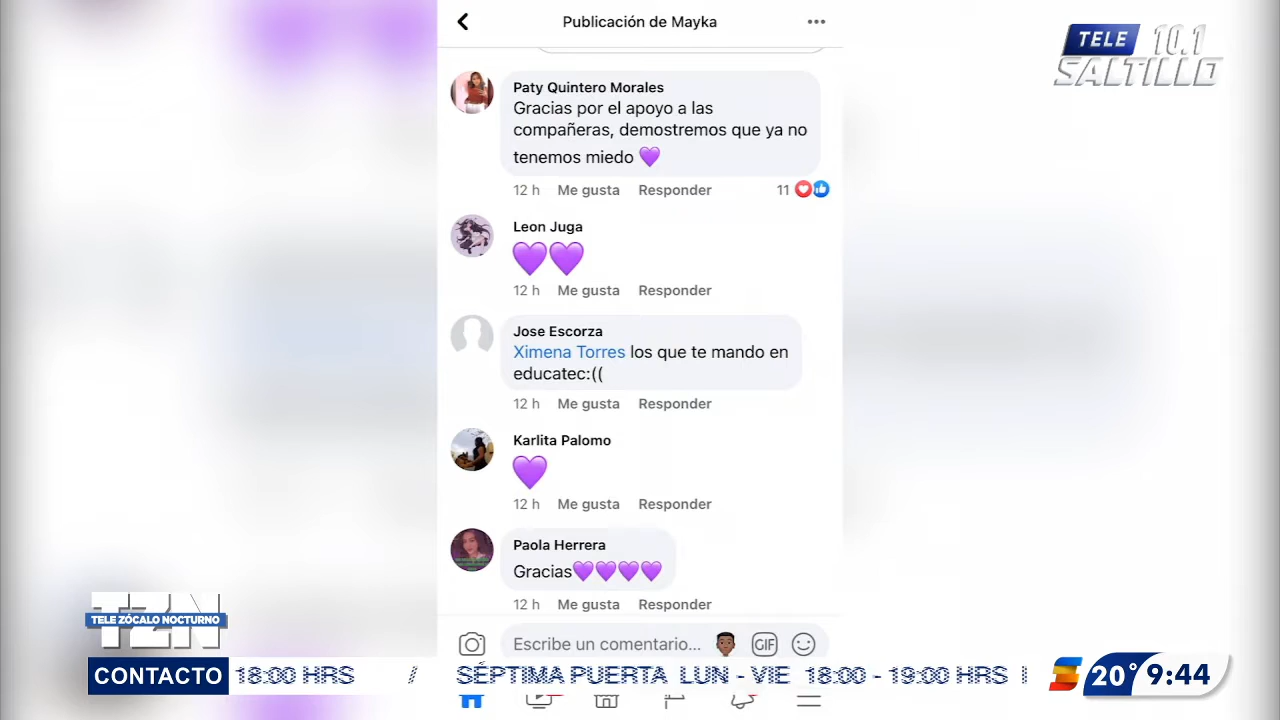 Publicación de Mayka
TELE 10.1
SALTILLO
Paty Quintero Morales
Gracias por el apoyo a las
compañeras, demostremos que ya no
tenemos miedo 💜
12 h Me gusta Responder 11
Leon Juga
💜💜
12 h Me gusta Responder
Jose Escorza
Ximena Torres los que te mando en
educatec:((
12 h Me gusta Responder
Karlita Palomo
💜
12 h Me gusta Responder
Paola Herrera
Gracias💜💜💜💜
12 h Me gusta Responder
Escribe un comentario... GIF
TZN
TELE ZÓCALO NOCTURNO
CONTACTO 18:00 HRS / SÉPTIMA PUERTA LUN - VIE 18:00 - 19:00 HRS
20° 9:44